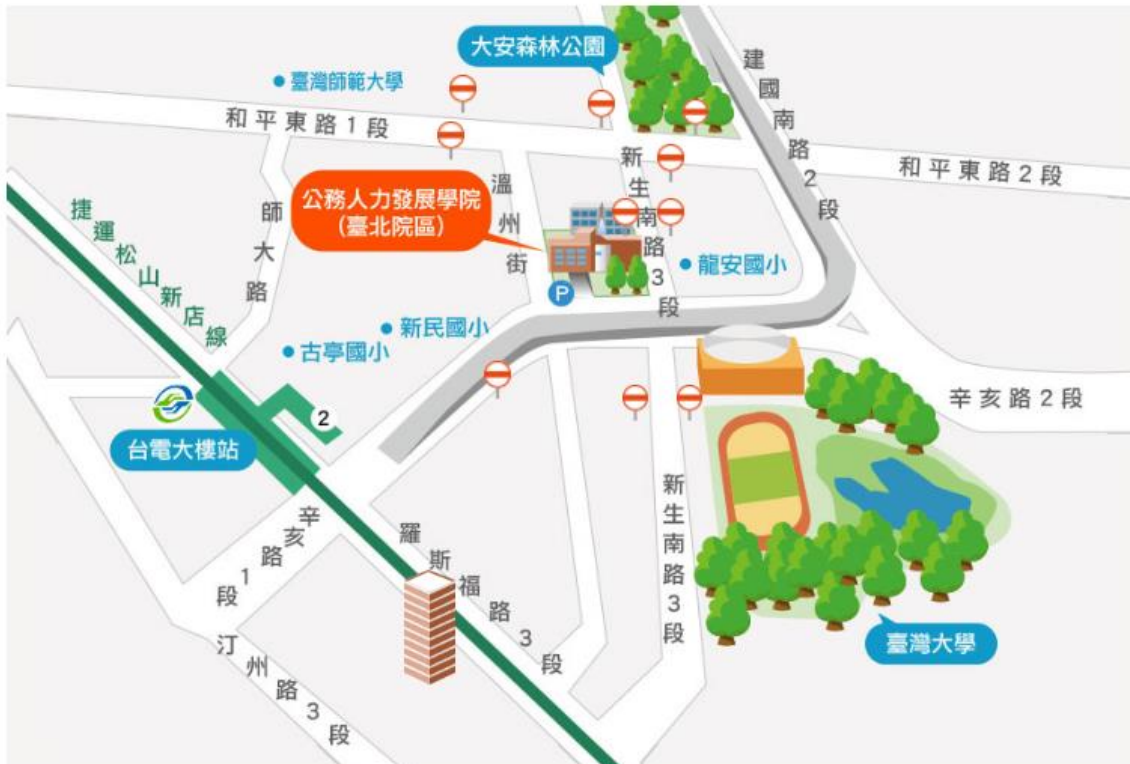 大安森林公園
建國南路2段
臺灣師範大學
和平東路1段
和平東路2段
新生南路3段
溫州街
師大路
公務人力發展學院
(臺北院區)
捷運松山新店線
龍安國小
P
新民國小
古亭國小
2
台電大樓站
辛亥路2段
辛亥路1段
羅斯福路3段
新生南路3段
汀州路3段
臺灣大學